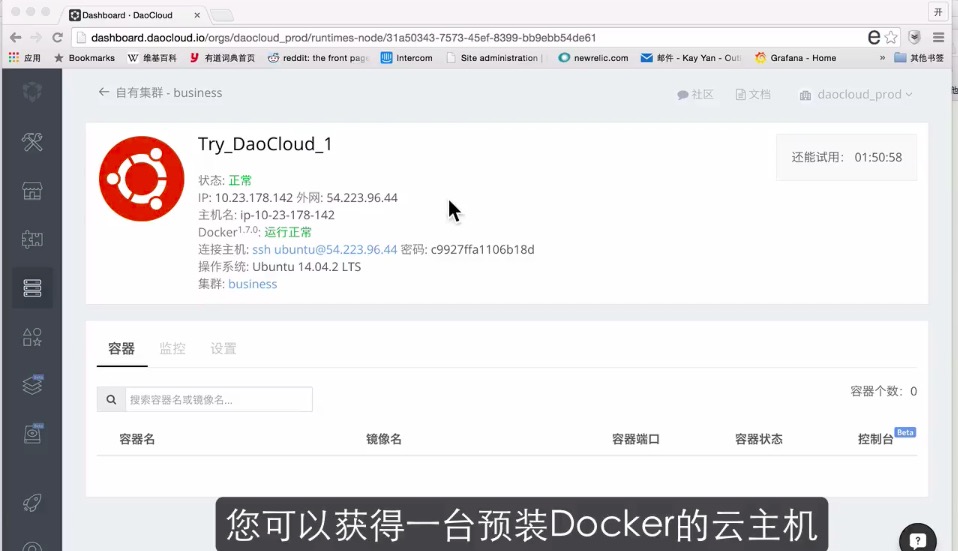 Dashboard · DaoCloud
开
dashboard.daocloud.io/orgs/daocloud_prod/runtimes-node/31a50343-7573-45ef-8399-bb9ebb54de61
应用 Bookmarks 维基百科 有道词典首页 reddit: the front page Intercom Site administration | newrelic.com 邮件 - Kay Yan - Outl Grafana - Home » 其他书签
← 自有集群 - business
社区 文档 daocloud_prod
Try_DaoCloud_1
还能试用: 01:50:58
状态: 正常
IP: 10.23.178.142 外网: 54.223.96.44
主机名: ip-10-23-178-142
Docker1.7.0: 运行正常
连接主机: ssh ubuntu@54.223.96.44 密码: c9927ffa1106b18d
操作系统: Ubuntu 14.04.2 LTS
集群: business
容器 监控 设置
搜索容器名或镜像名...
容器个数: 0
容器名 镜像名 容器端口 容器状态 控制台 Beta
您可以获得一台预装Docker的云主机